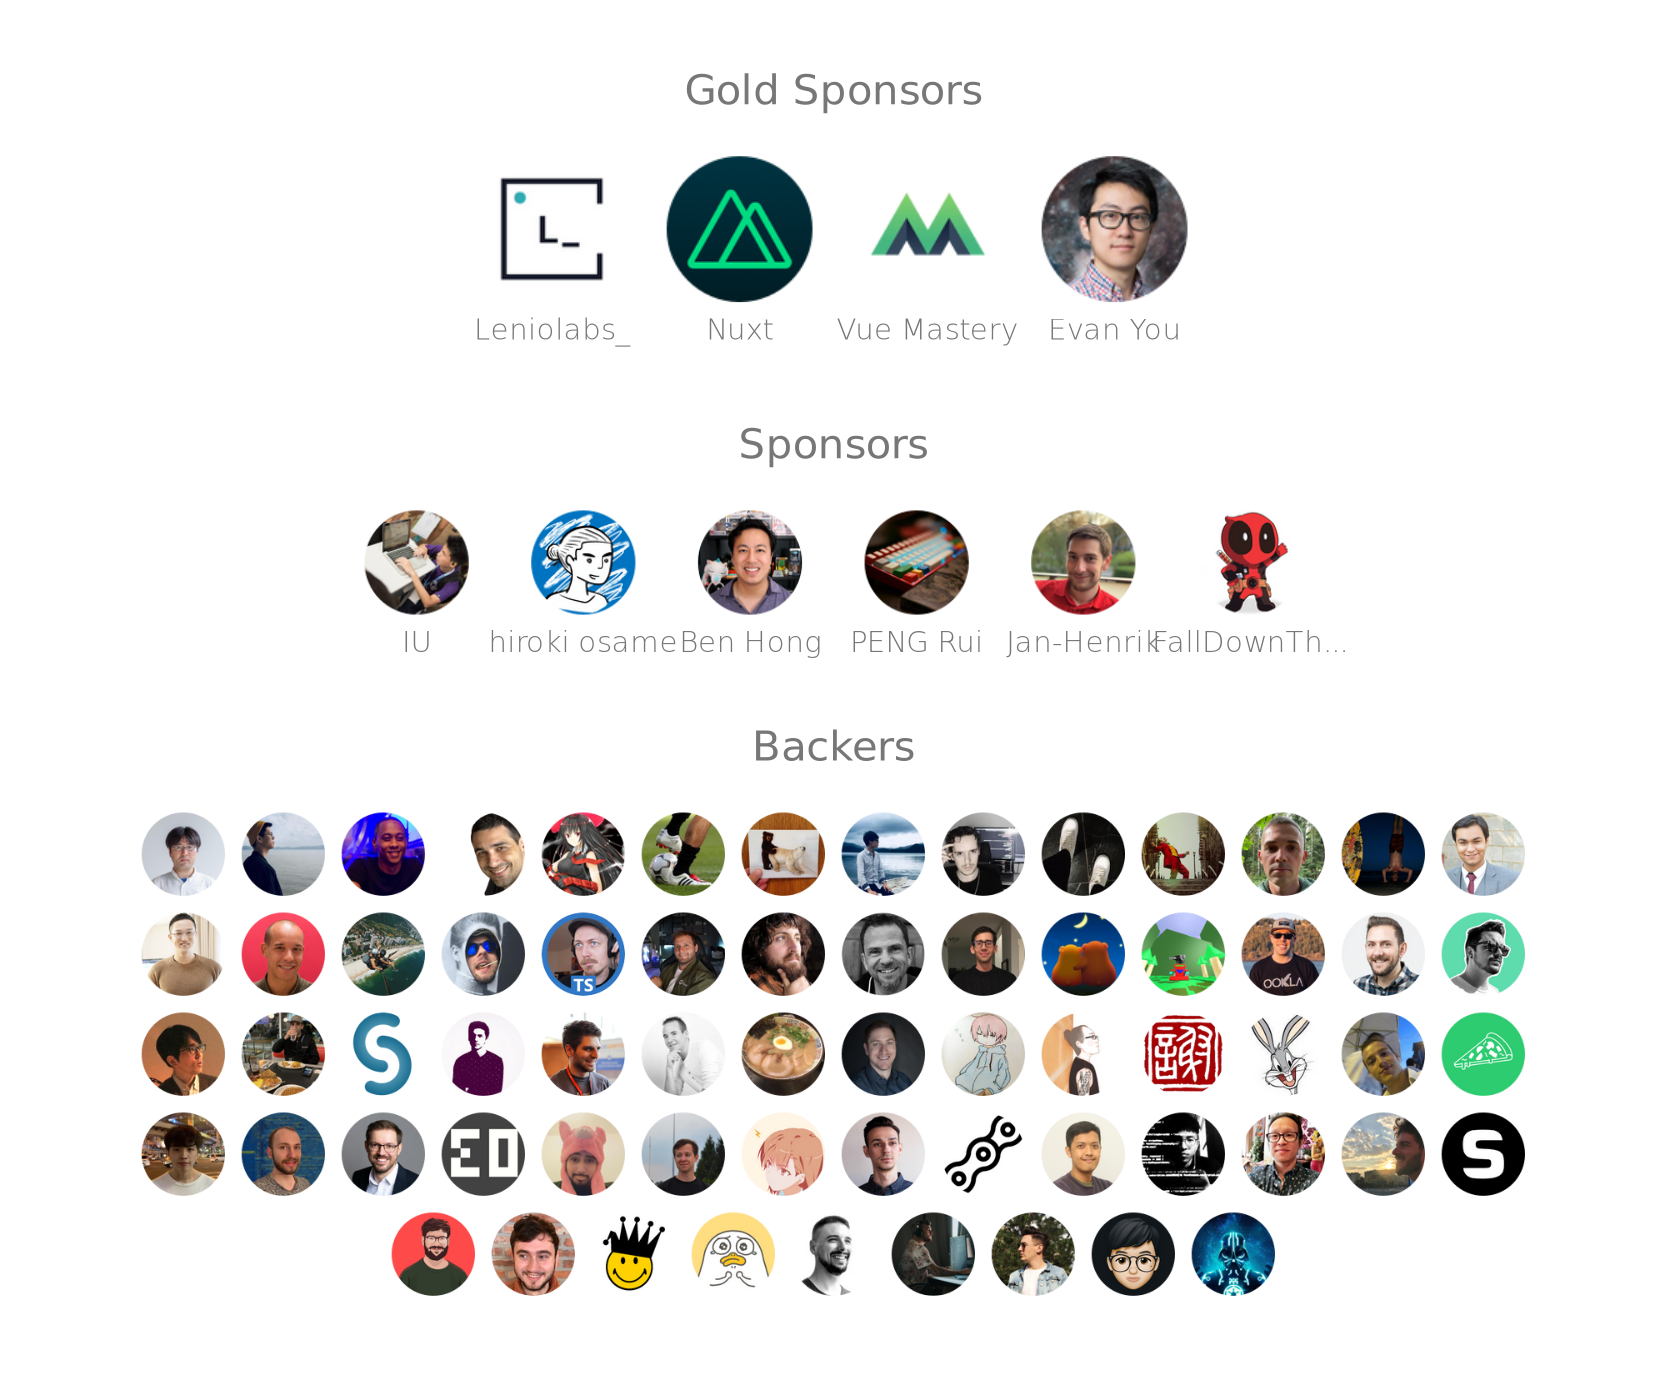 Gold Sponsors
L_
Leniolabs_ Nuxt Vue Mastery Evan You
Sponsors
IU hiroki osame Ben Hong PENG Rui Jan-Henrik FallDownTh...
Backers
TS
OOKLA
S
謝
S